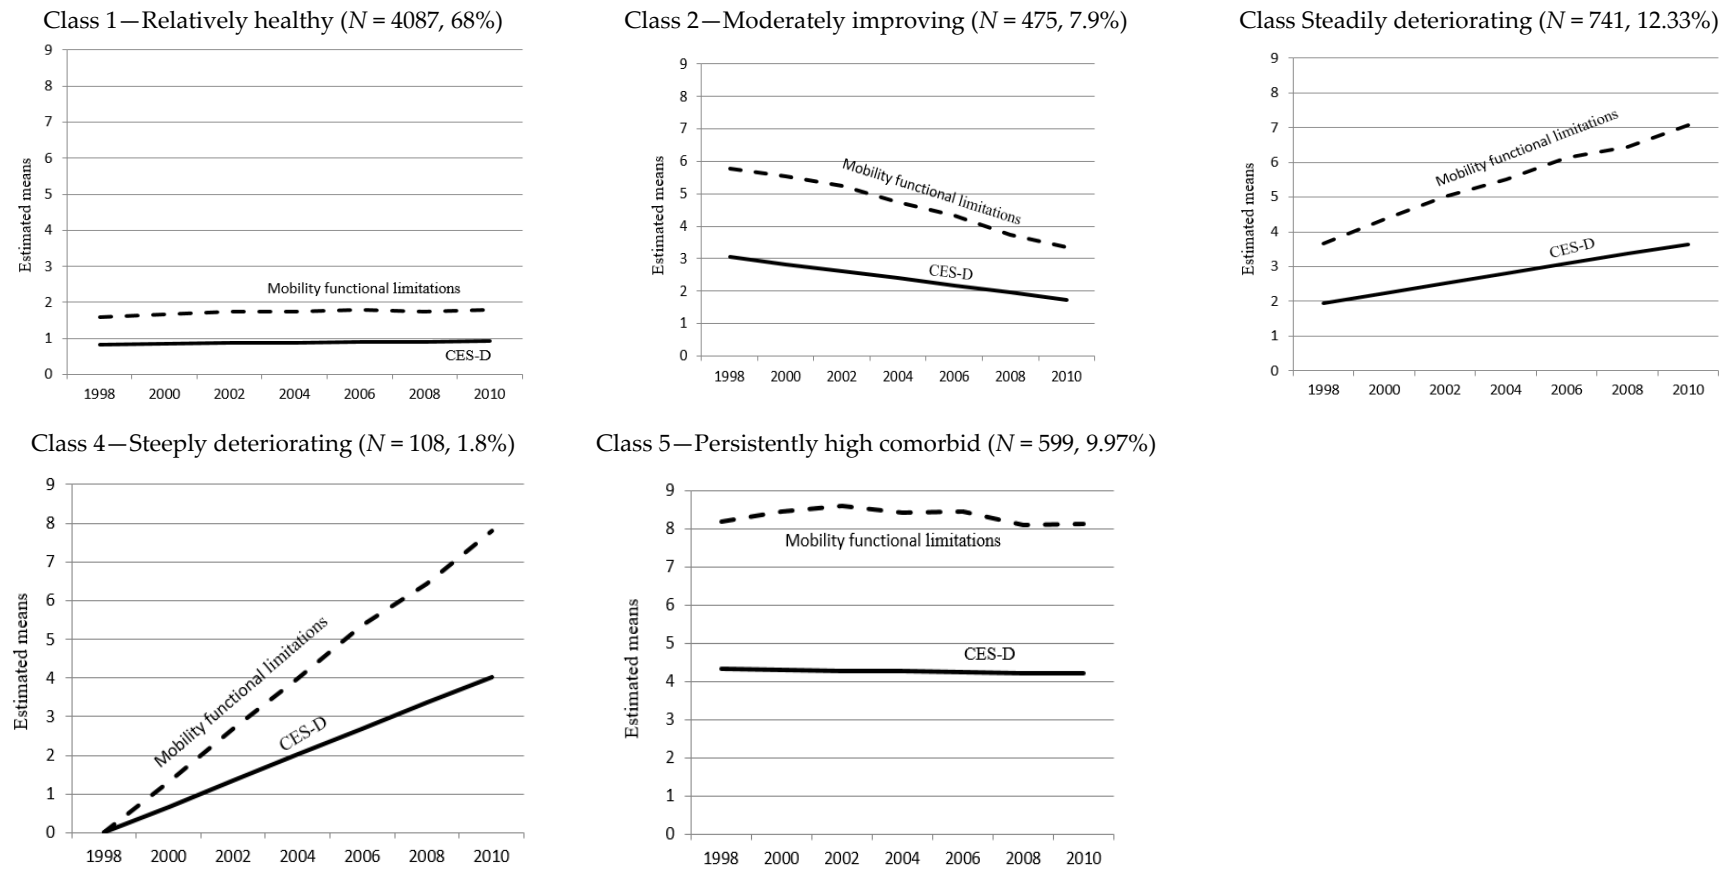 Class 1—Relatively healthy (N = 4087, 68%)
Estimated means
9
8
7
6
5
4
3
2
1
0
Mobility functional limitations
CES-D
1998 2000 2002 2004 2006 2008 2010
Class 2—Moderately improving (N = 475, 7.9%)
Estimated means
9
8
7
6
5
4
3
2
1
0
Mobility functional limitations
CES-D
1998 2000 2002 2004 2006 2008 2010
Class Steadily deteriorating (N = 741, 12.33%)
Estimated means
9
8
7
6
5
4
3
2
1
0
Mobility functional limitations
CES-D
1998 2000 2002 2004 2006 2008 2010
Class 4—Steeply deteriorating (N = 108, 1.8%)
Estimated means
9
8
7
6
5
4
3
2
1
0
Mobility functional limitations
CES-D
1998 2000 2002 2004 2006 2008 2010
Class 5—Persistently high comorbid (N = 599, 9.97%)
Estimated means
9
8
7
6
5
4
3
2
1
0
Mobility functional limitations
CES-D
1998 2000 2002 2004 2006 2008 2010